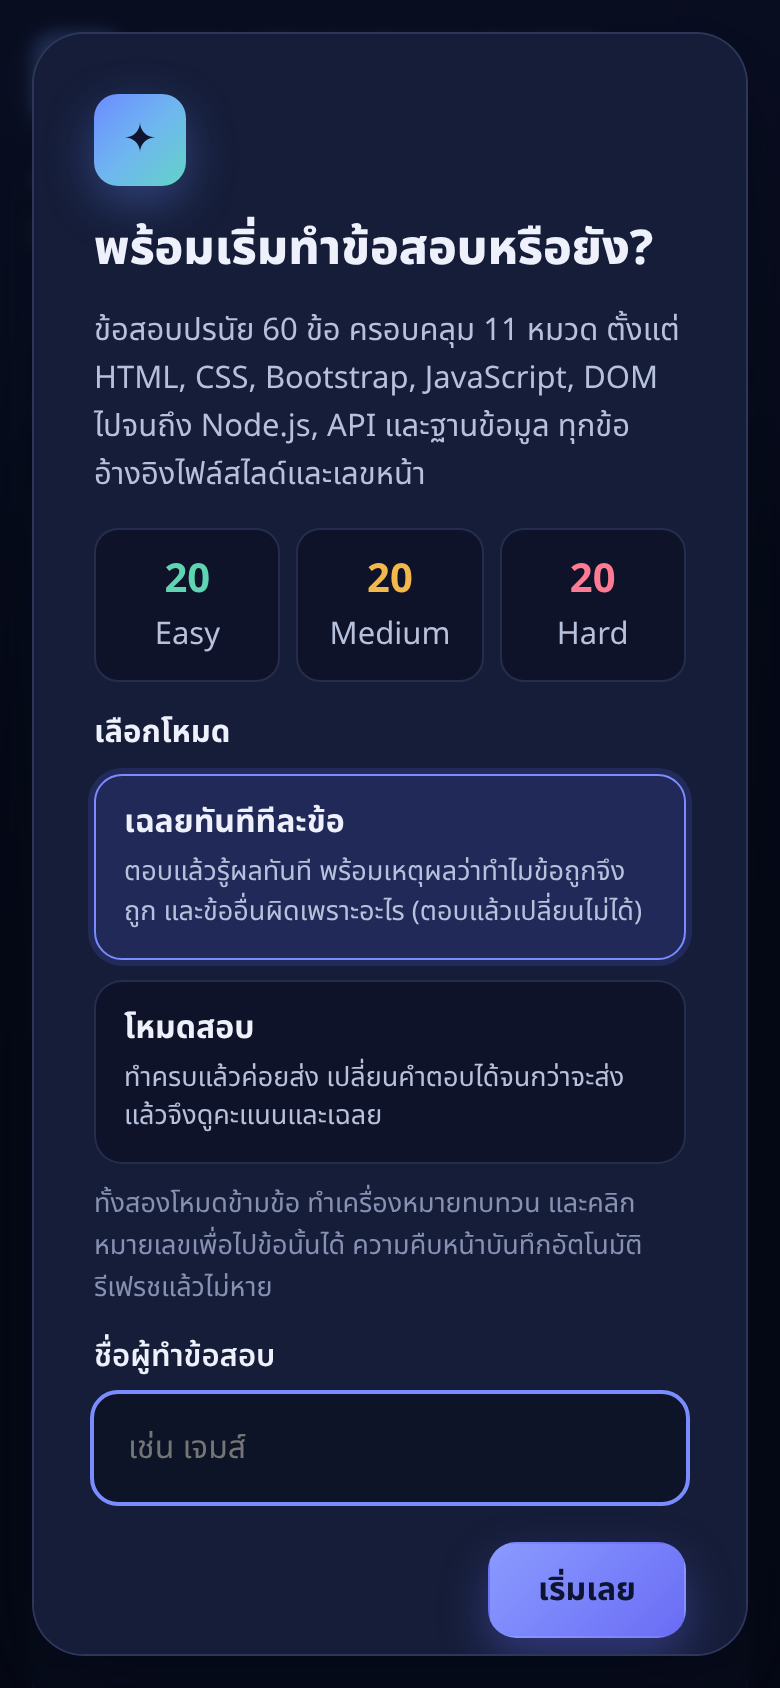 พร้อมเริ่มทำข้อสอบหรือยัง?
ข้อสอบปรนัย 60 ข้อ ครอบคลุม 11 หมวด ตั้งแต่
HTML, CSS, Bootstrap, JavaScript, DOM
ไปจนถึง Node.js, API และฐานข้อมูล ทุกข้อ
อ้างอิงไฟล์สไลด์และเลขหน้า
20 20 20
Easy Medium Hard
เลือกโหมด
เฉลยทันทีทีละข้อ
ตอบแล้วรู้ผลทันที พร้อมเหตุผลว่าทำไมข้อถูกจึง
ถูก และข้ออื่นผิดเพราะอะไร (ตอบแล้วเปลี่ยนไม่ได้)
โหมดสอบ
ทำครบแล้วค่อยส่ง เปลี่ยนคำตอบได้จนกว่าจะส่ง
แล้วจึงดูคะแนนและเฉลย
ทั้งสองโหมดข้ามข้อ ทำเครื่องหมายทบทวน และคลิก
หมายเลขเพื่อไปข้อนั้นได้ ความคืบหน้าบันทึกอัตโนมัติ
รีเฟรชแล้วไม่หาย
ชื่อผู้ทำข้อสอบ
เช่น เจมส์
เริ่มเลย